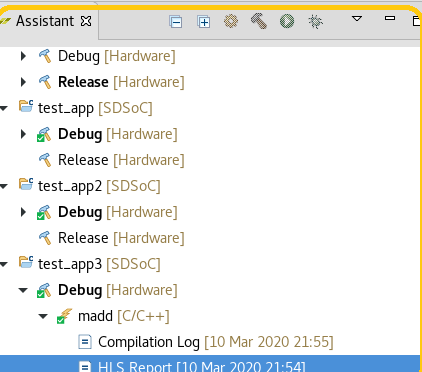 Assistant
Debug [Hardware]
Release [Hardware]
test_app [SDSoC]
Debug [Hardware]
Release [Hardware]
test_app2 [SDSoC]
Debug [Hardware]
Release [Hardware]
test_app3 [SDSoC]
Debug [Hardware]
madd [C/C++]
Compilation Log [10 Mar 2020 21:55]
HLS Report [10 Mar 2020 21:54]